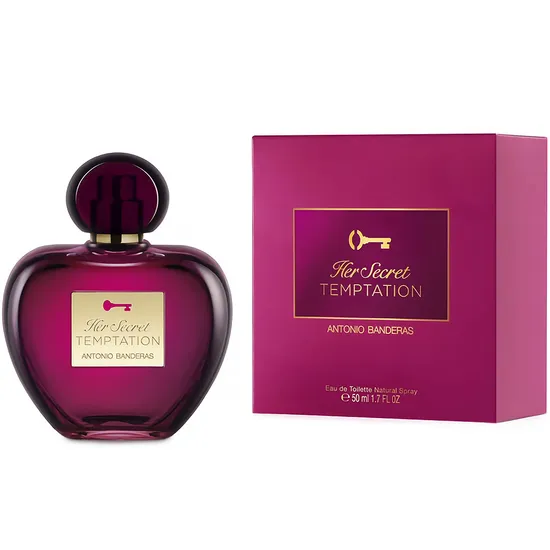 Her Secret
TEMPTATION
ANTONIO BANDERAS
Her Secret
TEMPTATION
ANTONIO BANDERAS
Eau de Toilette Natural Spray
℮ 50 ml 1.7 FL OZ